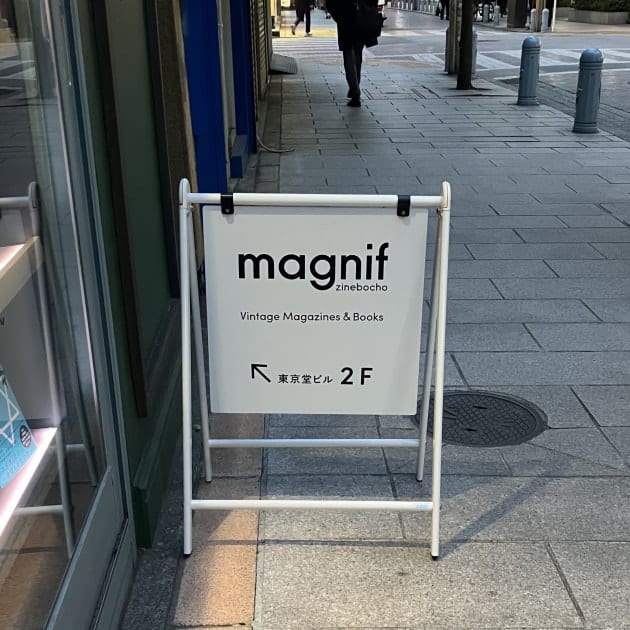 magnif
zinebocho
Vintage Magazines & Books
↖ 東京堂ビル 2F